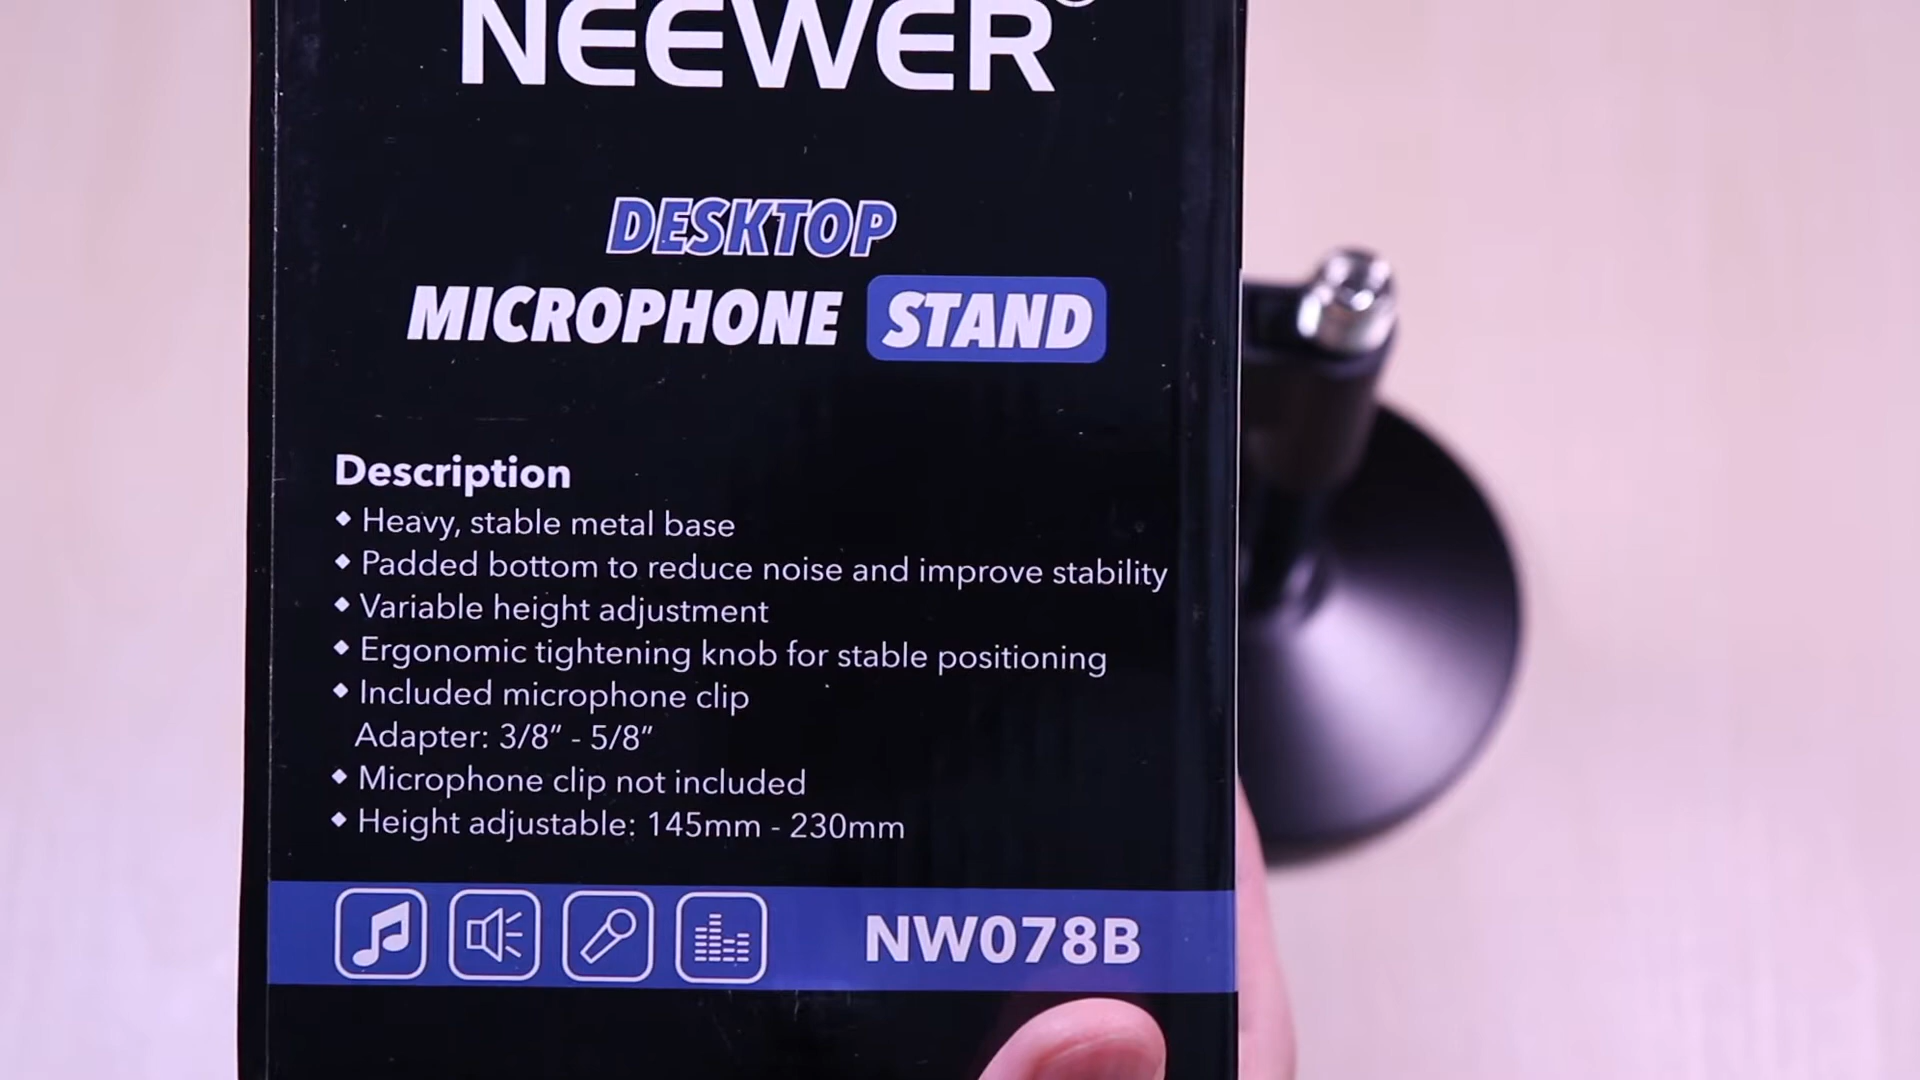 NEEWER®
DESKTOP
MICROPHONE STAND
Description
◆ Heavy, stable metal base
◆ Padded bottom to reduce noise and improve stability
◆ Variable height adjustment
◆ Ergonomic tightening knob for stable positioning
◆ Included microphone clip
Adapter: 3/8” - 5/8”
◆ Microphone clip not included
◆ Height adjustable: 145mm - 230mm
NW078B